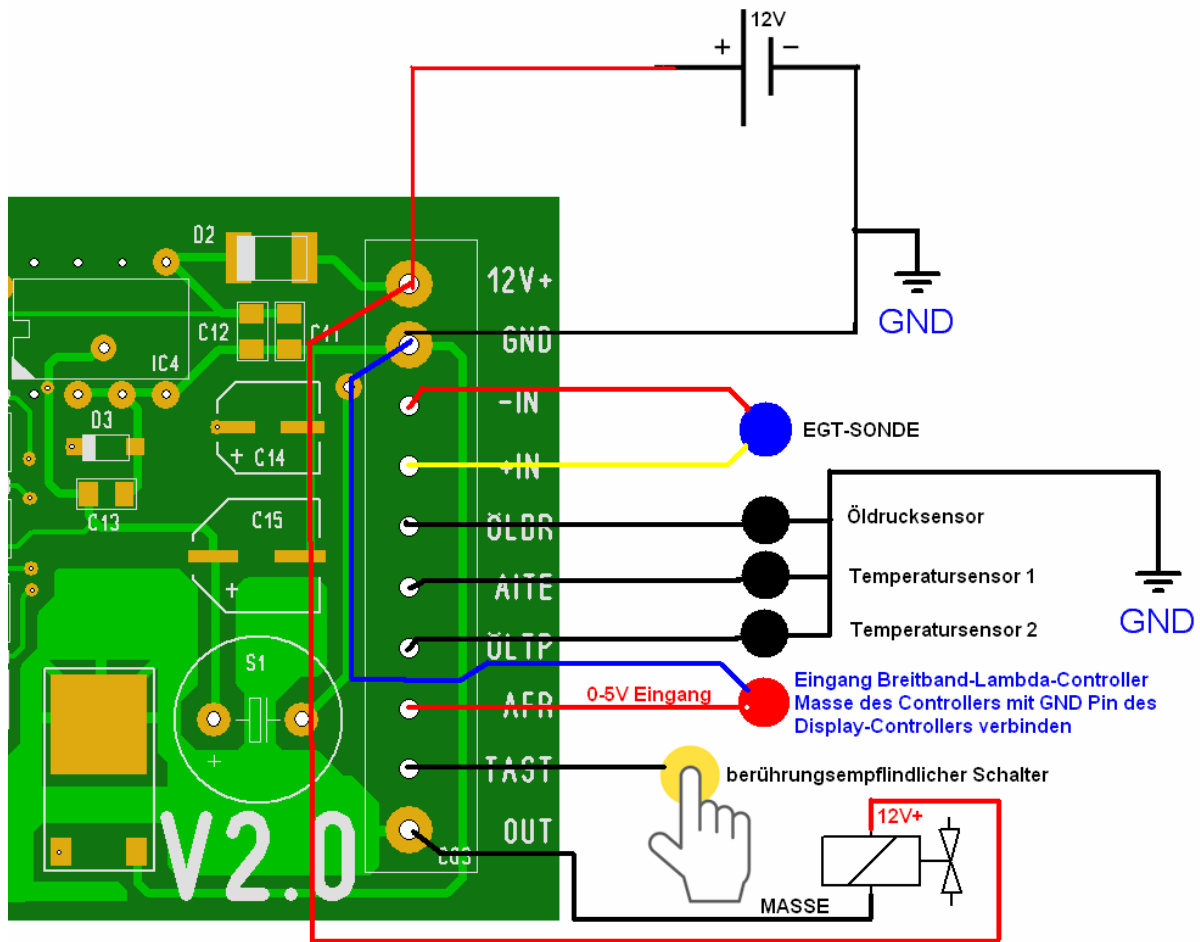 12V
+ −
GND
D2
12V+
C12
C11
GND
IC4
-IN
D3
EGT-SONDE
+ C14
+IN
C13
C15
ÖLDR
Öldrucksensor
+
AITE
Temperatursensor 1
GND
ÖLTP
Temperatursensor 2
S1
0-5V Eingang
AFR
Eingang Breitband-Lambda-Controller
Masse des Controllers mit GND Pin des
Display-Controllers verbinden
+
TAST
berührungsempflindlicher Schalter
V2.0
OUT
12V+
MASSE